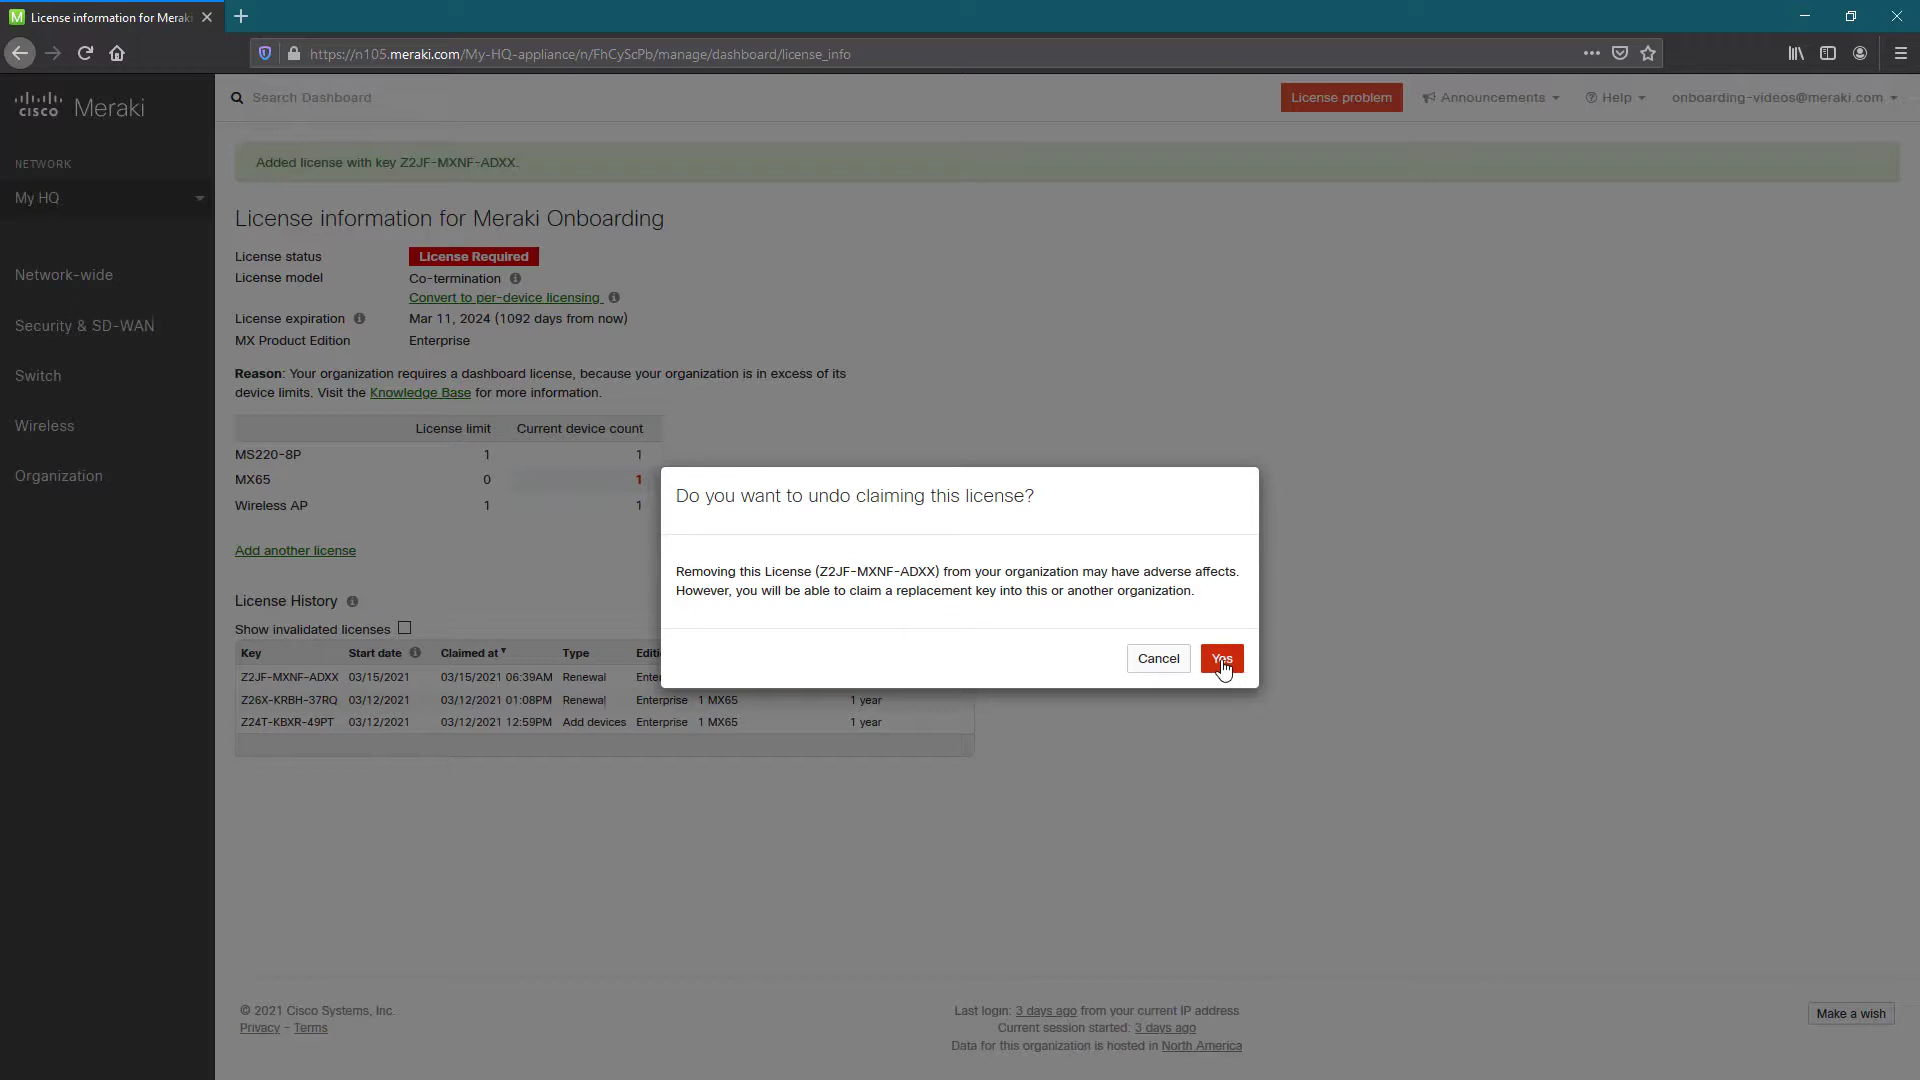 License information for Meraki
https://n105.meraki.com/My-HQ-appliance/n/FhCyScPb/manage/dashboard/license_info
CISCO Meraki
Search Dashboard
License problem
Announcements
Help
onboarding-videos@meraki.com
NETWORK
My HQ
Network-wide
Security & SD-WAN
Switch
Wireless
Organization
Added license with key Z2JF-MXNF-ADXX.
License information for Meraki Onboarding
License status License Required
License model Co-termination
Convert to per-device licensing
License expiration Mar 11, 2024 (1092 days from now)
MX Product Edition Enterprise
Reason: Your organization requires a dashboard license, because your organization is in excess of its
device limits. Visit the Knowledge Base for more information.
License limit Current device count
MS220-8P 1 1
MX65 0 1
Wireless AP 1 1
Add another license
License History
Show invalidated licenses
Key Start date Claimed at Type
Z2JF-MXNF-ADXX 03/15/2021 03/15/2021 06:39AM Renewal
Z26X-KRBH-37RQ 03/12/2021 03/12/2021 01:08PM Renewal Enterprise 1 MX65 1 year
Z24T-KBXR-49PT 03/12/2021 03/12/2021 12:59PM Add devices Enterprise 1 MX65 1 year
Do you want to undo claiming this license?
Removing this License (Z2JF-MXNF-ADXX) from your organization may have adverse affects.
However, you will be able to claim a replacement key into this or another organization.
Cancel
Yes
© 2021 Cisco Systems, Inc.
Privacy - Terms
Last login: 3 days ago from your current IP address
Current session started: 3 days ago
Data for this organization is hosted in North America
Make a wish